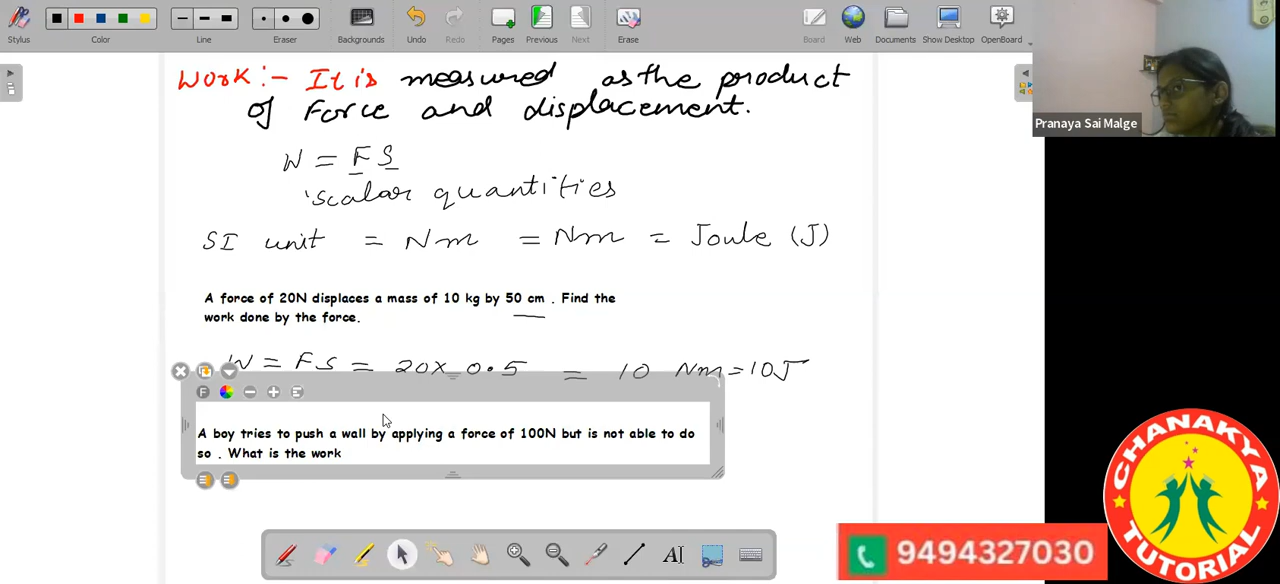 Stylus
Color
Line
Eraser
Backgrounds
Undo
Redo
Pages
Previous
Next
Erase
Board
Web
Documents
Show Desktop
OpenBoard
Pranaya Sai Malge
Work :- It is measured as the product
of Force and displacement.
W = F S
scalar quantities
SI unit = Nm = Nm = Joule (J)
A force of 20N displaces a mass of 10 kg by 50 cm . Find the
work done by the force.
W = F S = 20 x 0.5 = 10 Nm = 10J
F
A boy tries to push a wall by applying a force of 100N but is not able to do
so . What is the work
AI
9494327030
CHANAKYA
TUTORIAL